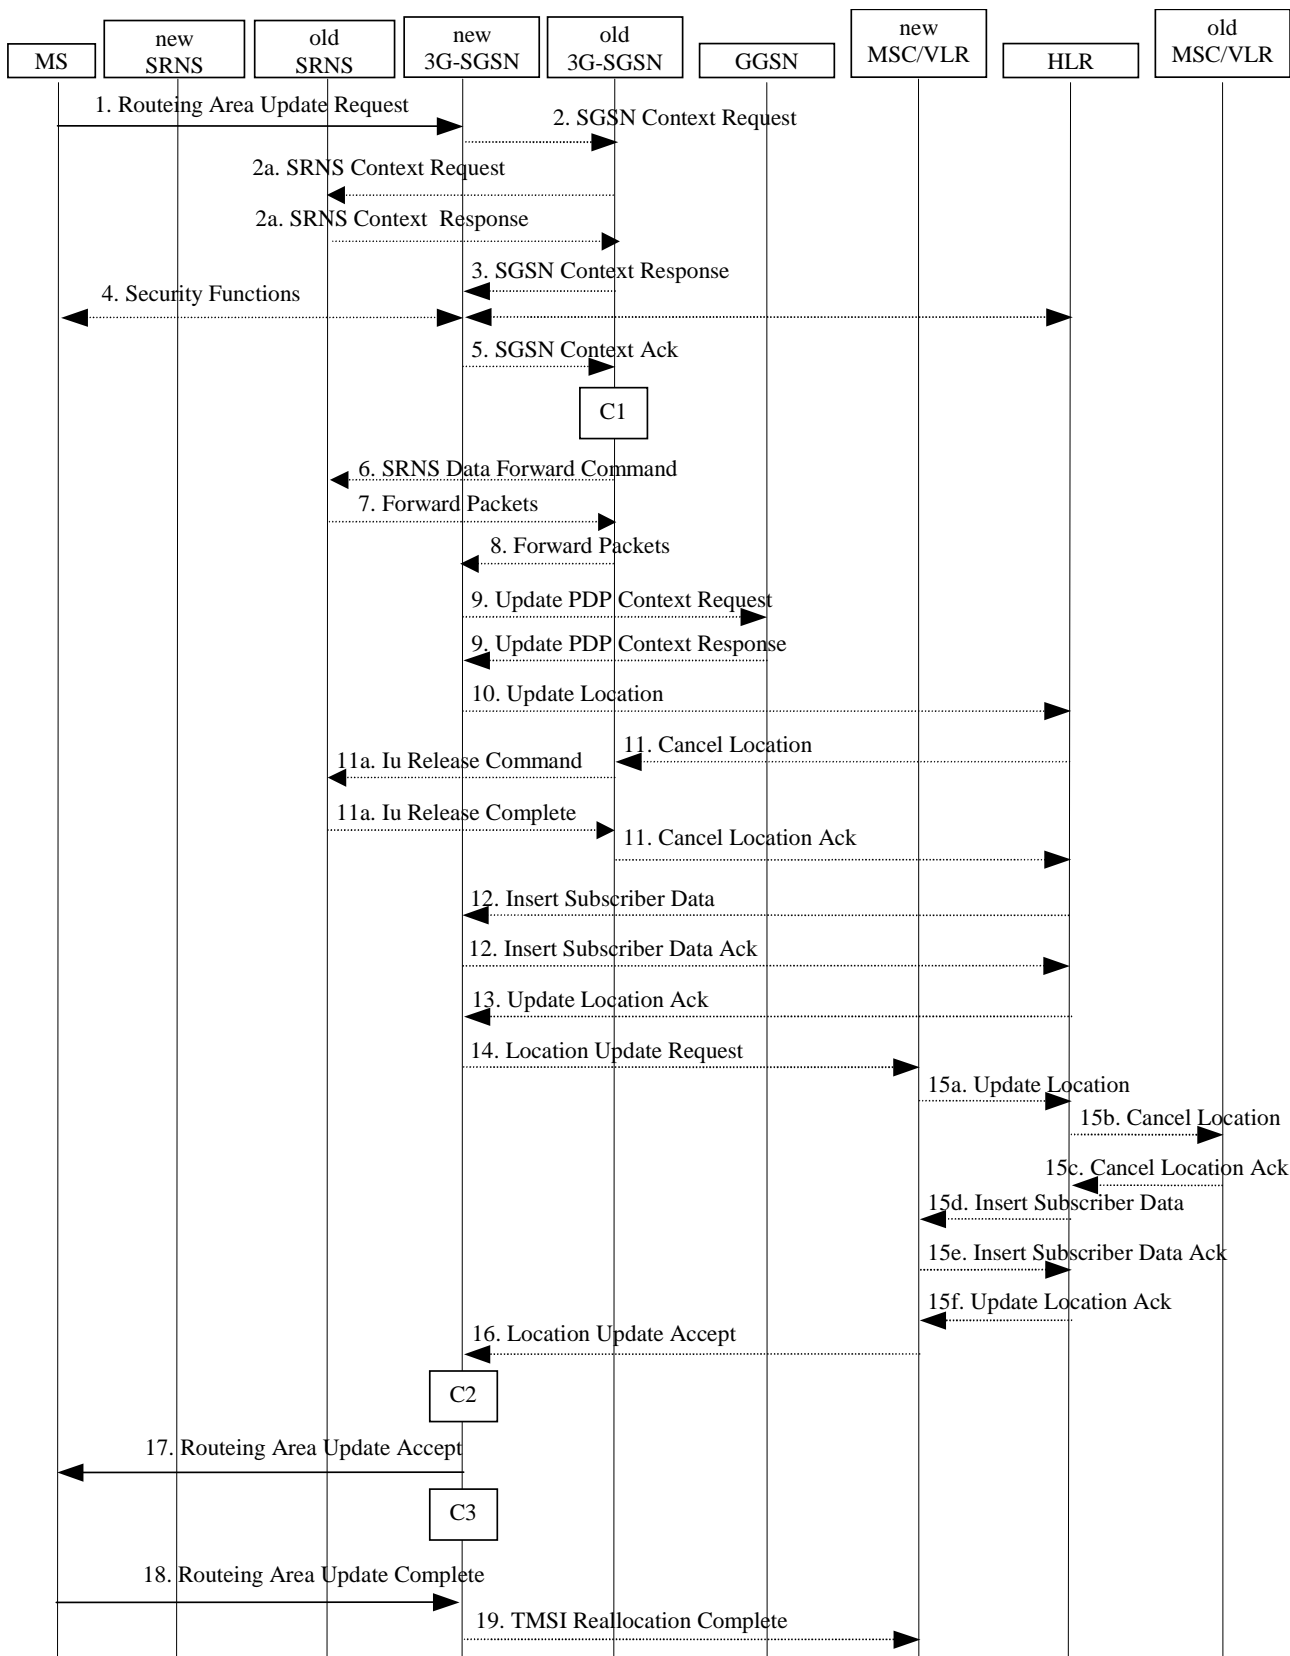 MS
new
SRNS
old
SRNS
new
3G-SGSN
old
3G-SGSN
GGSN
new
MSC/VLR
HLR
old
MSC/VLR
1. Routeing Area Update Request
2. SGSN Context Request
2a. SRNS Context Request
2a. SRNS Context  Response
3. SGSN Context Response
4. Security Functions
5. SGSN Context Ack
C1
6. SRNS Data Forward Command
7. Forward Packets
8. Forward Packets
9. Update PDP Context Request
9. Update PDP Context Response
10. Update Location
11. Cancel Location
11a. Iu Release Command
11a. Iu Release Complete
11. Cancel Location Ack
12. Insert Subscriber Data
12. Insert Subscriber Data Ack
13. Update Location Ack
14. Location Update Request
15a. Update Location
15b. Cancel Location
15c. Cancel Location Ack
15d. Insert Subscriber Data
15e. Insert Subscriber Data Ack
15f. Update Location Ack
16. Location Update Accept
C2
17. Routeing Area Update Accept
C3
18. Routeing Area Update Complete
19. TMSI Reallocation Complete